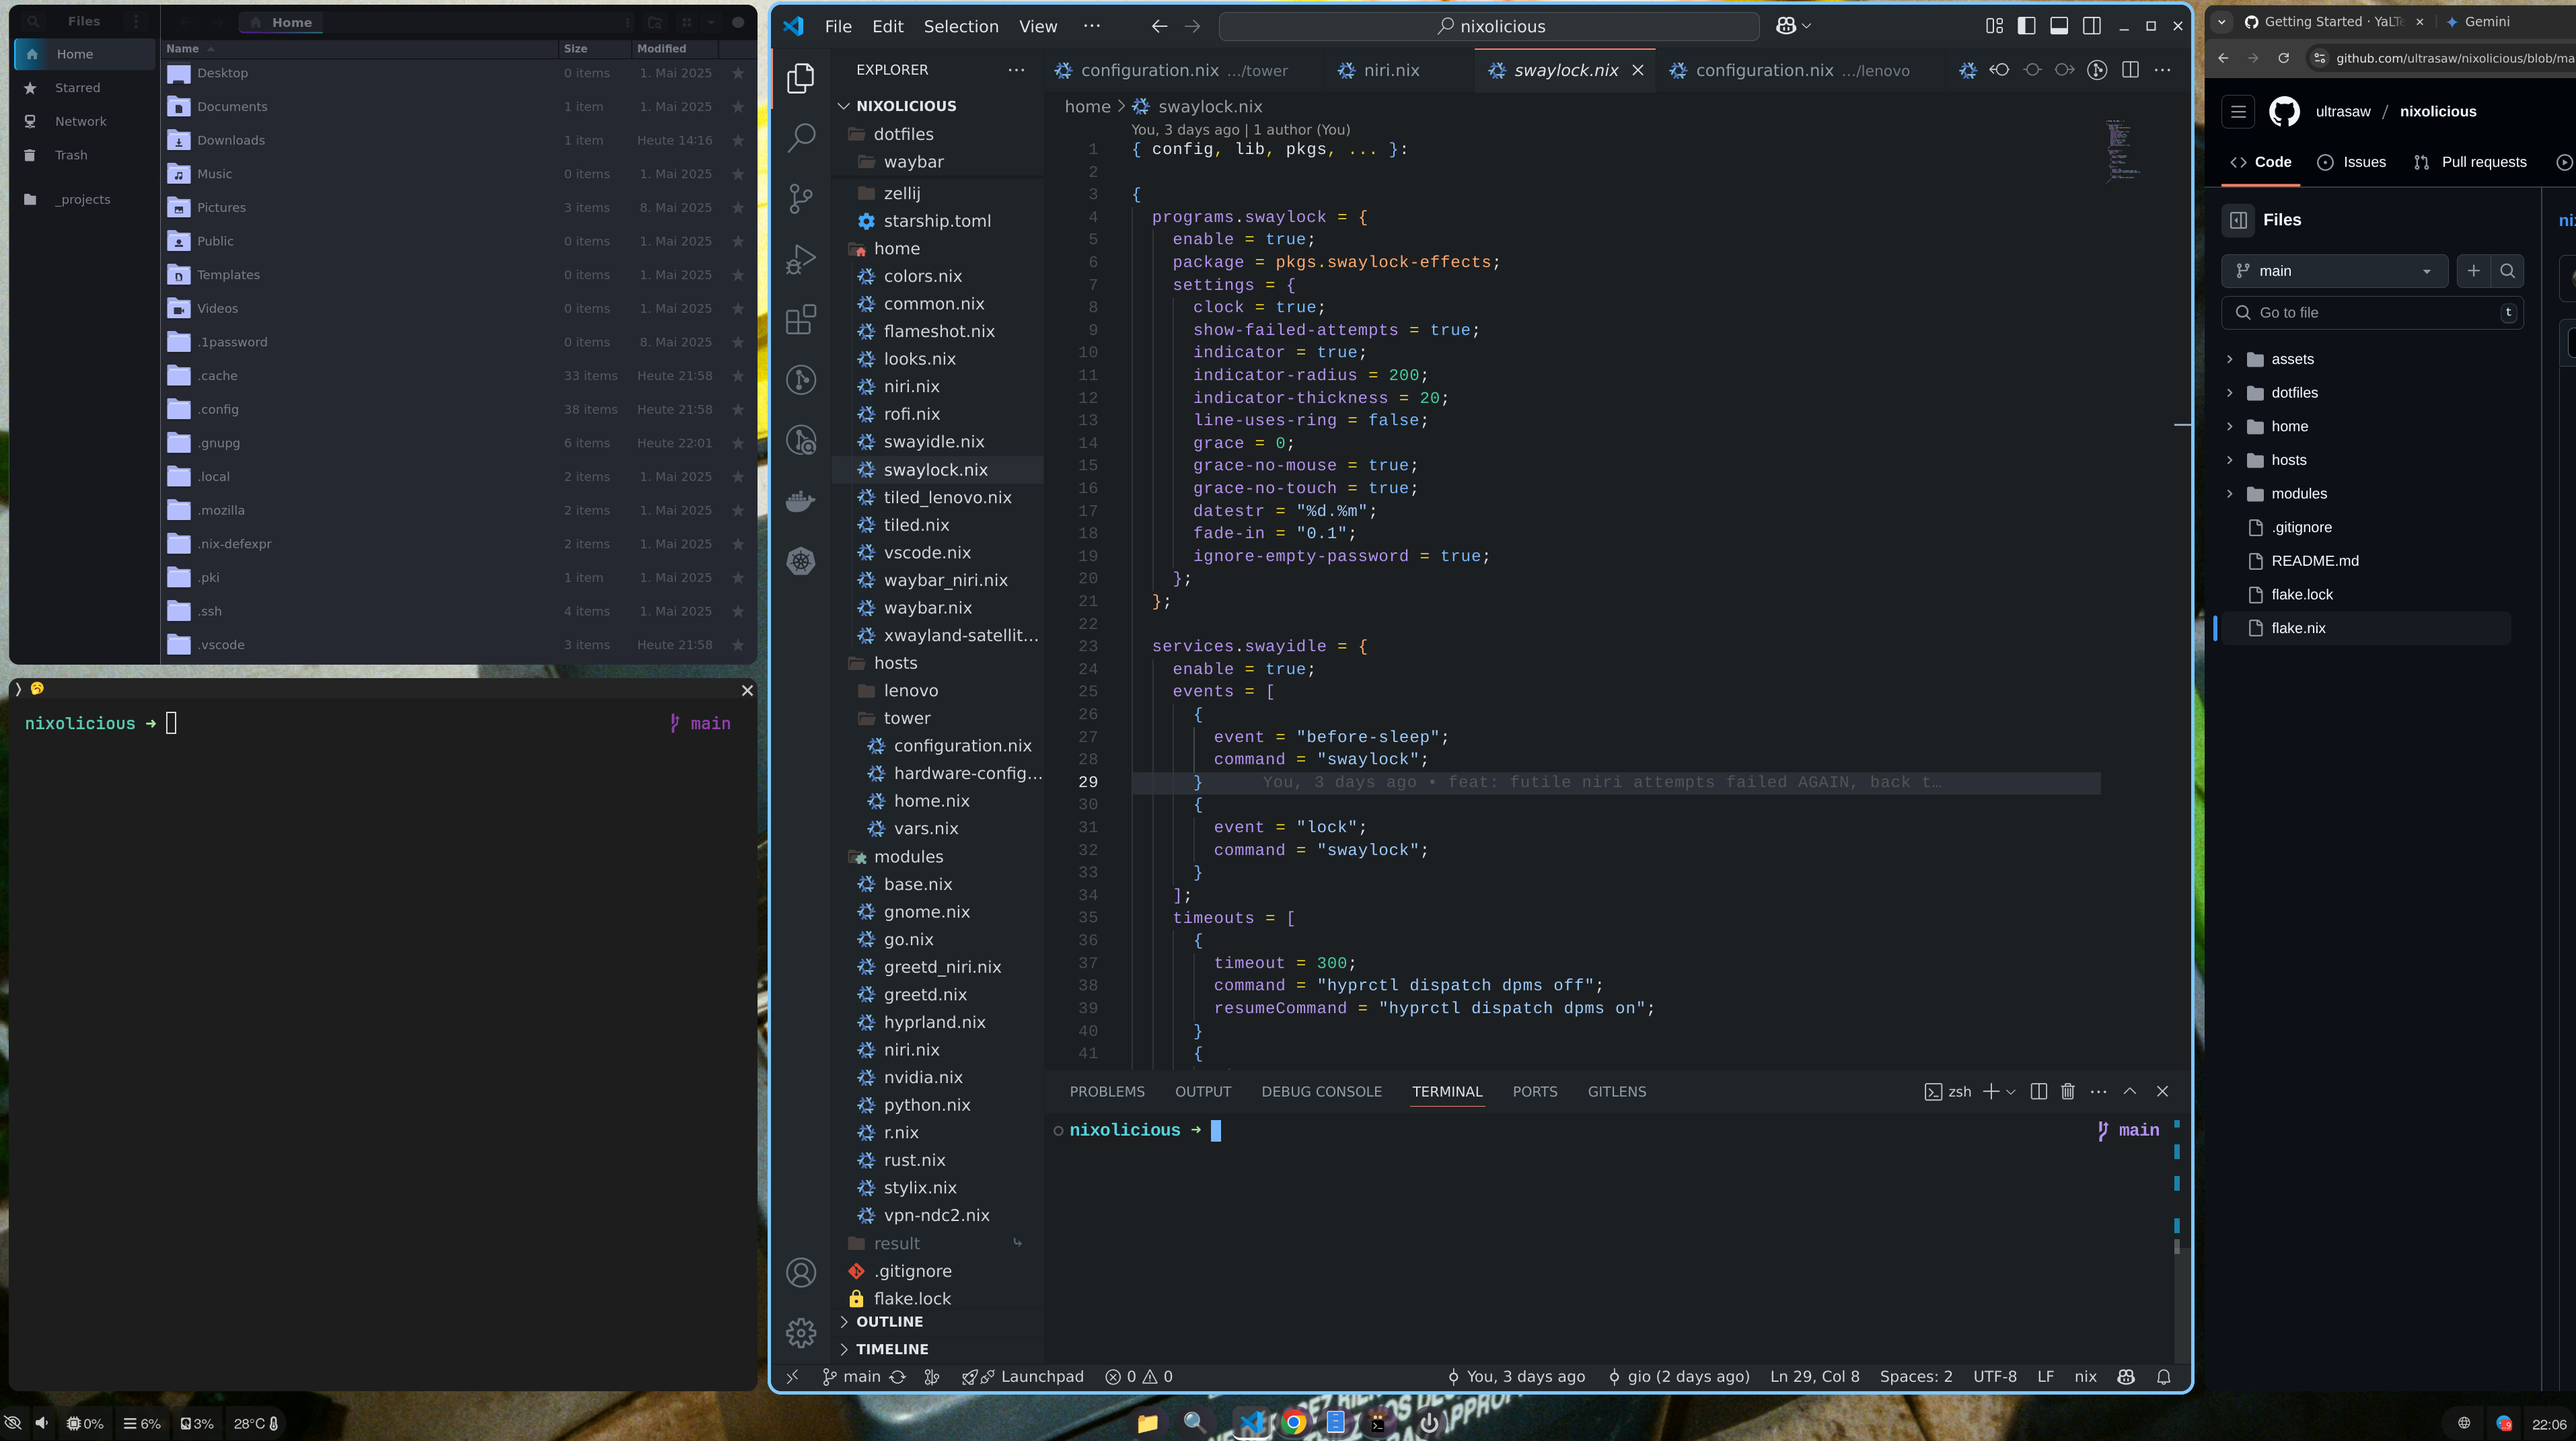 Files
Home
Starred
Network
Trash
_projects
Home
Name Size Modified
Desktop 0 items 1. Mai 2025
Documents 1 item 1. Mai 2025
Downloads 1 item Heute 14:16
Music 0 items 1. Mai 2025
Pictures 3 items 8. Mai 2025
Public 0 items 1. Mai 2025
Templates 0 items 1. Mai 2025
Videos 0 items 1. Mai 2025
.1password 0 items 8. Mai 2025
.cache 33 items Heute 21:58
.config 38 items Heute 21:58
.gnupg 6 items Heute 22:01
.local 2 items 1. Mai 2025
.mozilla 2 items 1. Mai 2025
.nix-defexpr 2 items 1. Mai 2025
.pki 1 item 1. Mai 2025
.ssh 4 items 1. Mai 2025
.vscode 3 items Heute 21:58
nixolicious ➜ main
File Edit Selection View ··· nixolicious
EXPLORER
NIXOLICIOUS
dotfiles
waybar
zellij
starship.toml
home
colors.nix
common.nix
flameshot.nix
looks.nix
niri.nix
rofi.nix
swayidle.nix
swaylock.nix
tiled_lenovo.nix
tiled.nix
vscode.nix
waybar_niri.nix
waybar.nix
xwayland-satellit...
hosts
lenovo
tower
configuration.nix
hardware-config...
home.nix
vars.nix
modules
base.nix
gnome.nix
go.nix
greetd_niri.nix
greetd.nix
hyprland.nix
niri.nix
nvidia.nix
python.nix
r.nix
rust.nix
stylix.nix
vpn-ndc2.nix
result
.gitignore
flake.lock
OUTLINE
TIMELINE
configuration.nix .../tower niri.nix swaylock.nix configuration.nix .../lenovo
home > swaylock.nix
You, 3 days ago | 1 author (You)
1 { config, lib, pkgs, ... }:
2
3 {
4 programs.swaylock = {
5 enable = true;
6 package = pkgs.swaylock-effects;
7 settings = {
8 clock = true;
9 show-failed-attempts = true;
10 indicator = true;
11 indicator-radius = 200;
12 indicator-thickness = 20;
13 line-uses-ring = false;
14 grace = 0;
15 grace-no-mouse = true;
16 grace-no-touch = true;
17 datestr = "%d.%m";
18 fade-in = "0.1";
19 ignore-empty-password = true;
20 };
21 };
22
23 services.swayidle = {
24 enable = true;
25 events = [
26 {
27 event = "before-sleep";
28 command = "swaylock";
29 } You, 3 days ago • feat: futile niri attempts failed AGAIN, back t…
30 {
31 event = "lock";
32 command = "swaylock";
33 }
34 ];
35 timeouts = [
36 {
37 timeout = 300;
38 command = "hyprctl dispatch dpms off";
39 resumeCommand = "hyprctl dispatch dpms on";
40 }
41 {
PROBLEMS OUTPUT DEBUG CONSOLE TERMINAL PORTS GITLENS zsh
nixolicious ➜ main
main Launchpad 0 0 You, 3 days ago gio (2 days ago) Ln 29, Col 8 Spaces: 2 UTF-8 LF nix
Getting Started · YaLTe Gemini
github.com/ultrasaw/nixolicious/blob/ma
ultrasaw / nixolicious
Code Issues Pull requests
Files
main
Go to file t
assets
dotfiles
home
hosts
modules
.gitignore
README.md
flake.lock
flake.nix
ni
0% 6% 3% 28°C
22:06